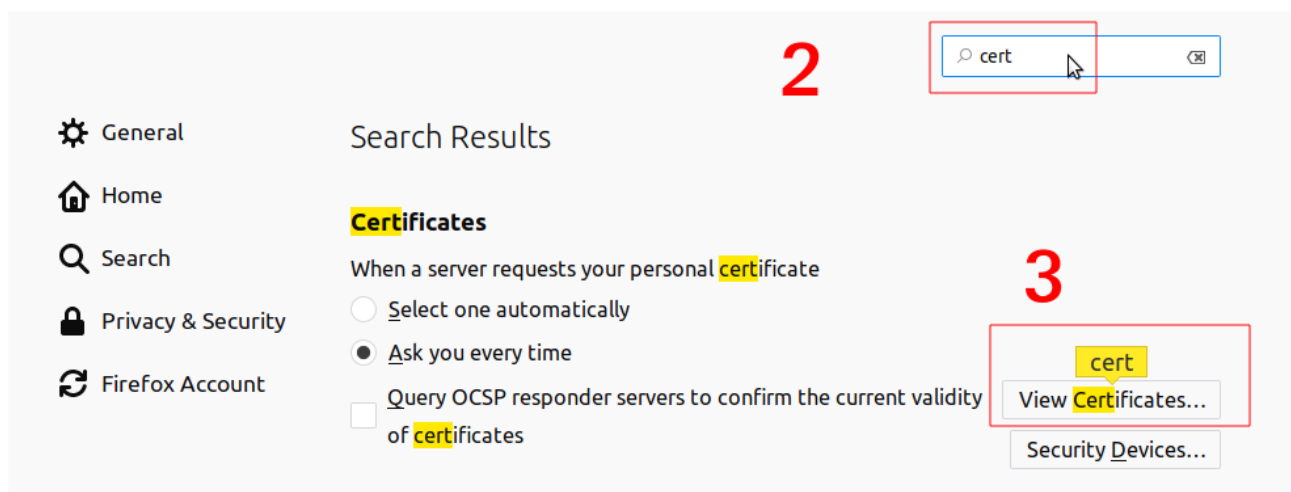 2
cert
General
Home
Search
Privacy & Security
Firefox Account
Search Results
Certificates
When a server requests your personal certificate
Select one automatically
Ask you every time
Query OCSP responder servers to confirm the current validity
of certificates
3
cert
View Certificates...
Security Devices...